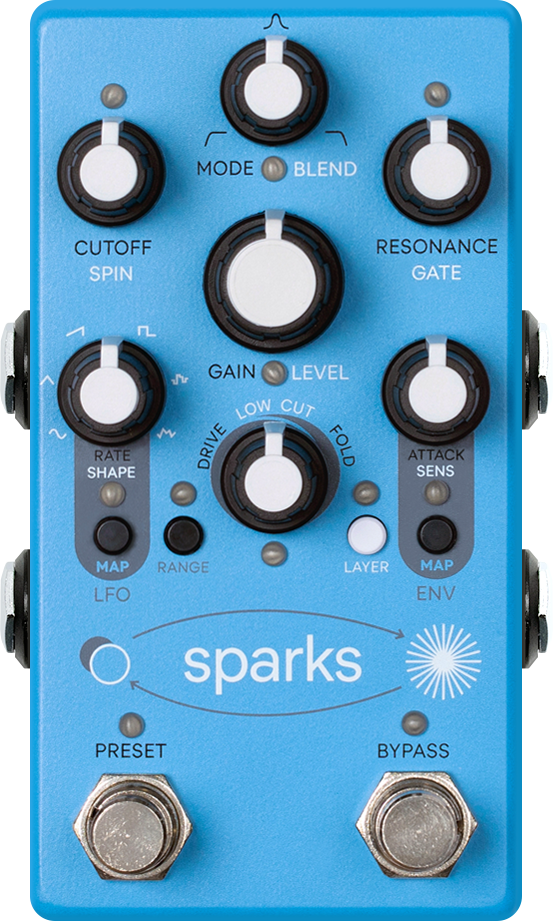 MODE BLEND
CUTOFF
SPIN
RESONANCE
GATE
GAIN LEVEL
DRIVE LOW CUT FOLD
RATE
SHAPE
ATTACK
SENS
MAP RANGE LAYER MAP
LFO ENV
sparks
PRESET BYPASS